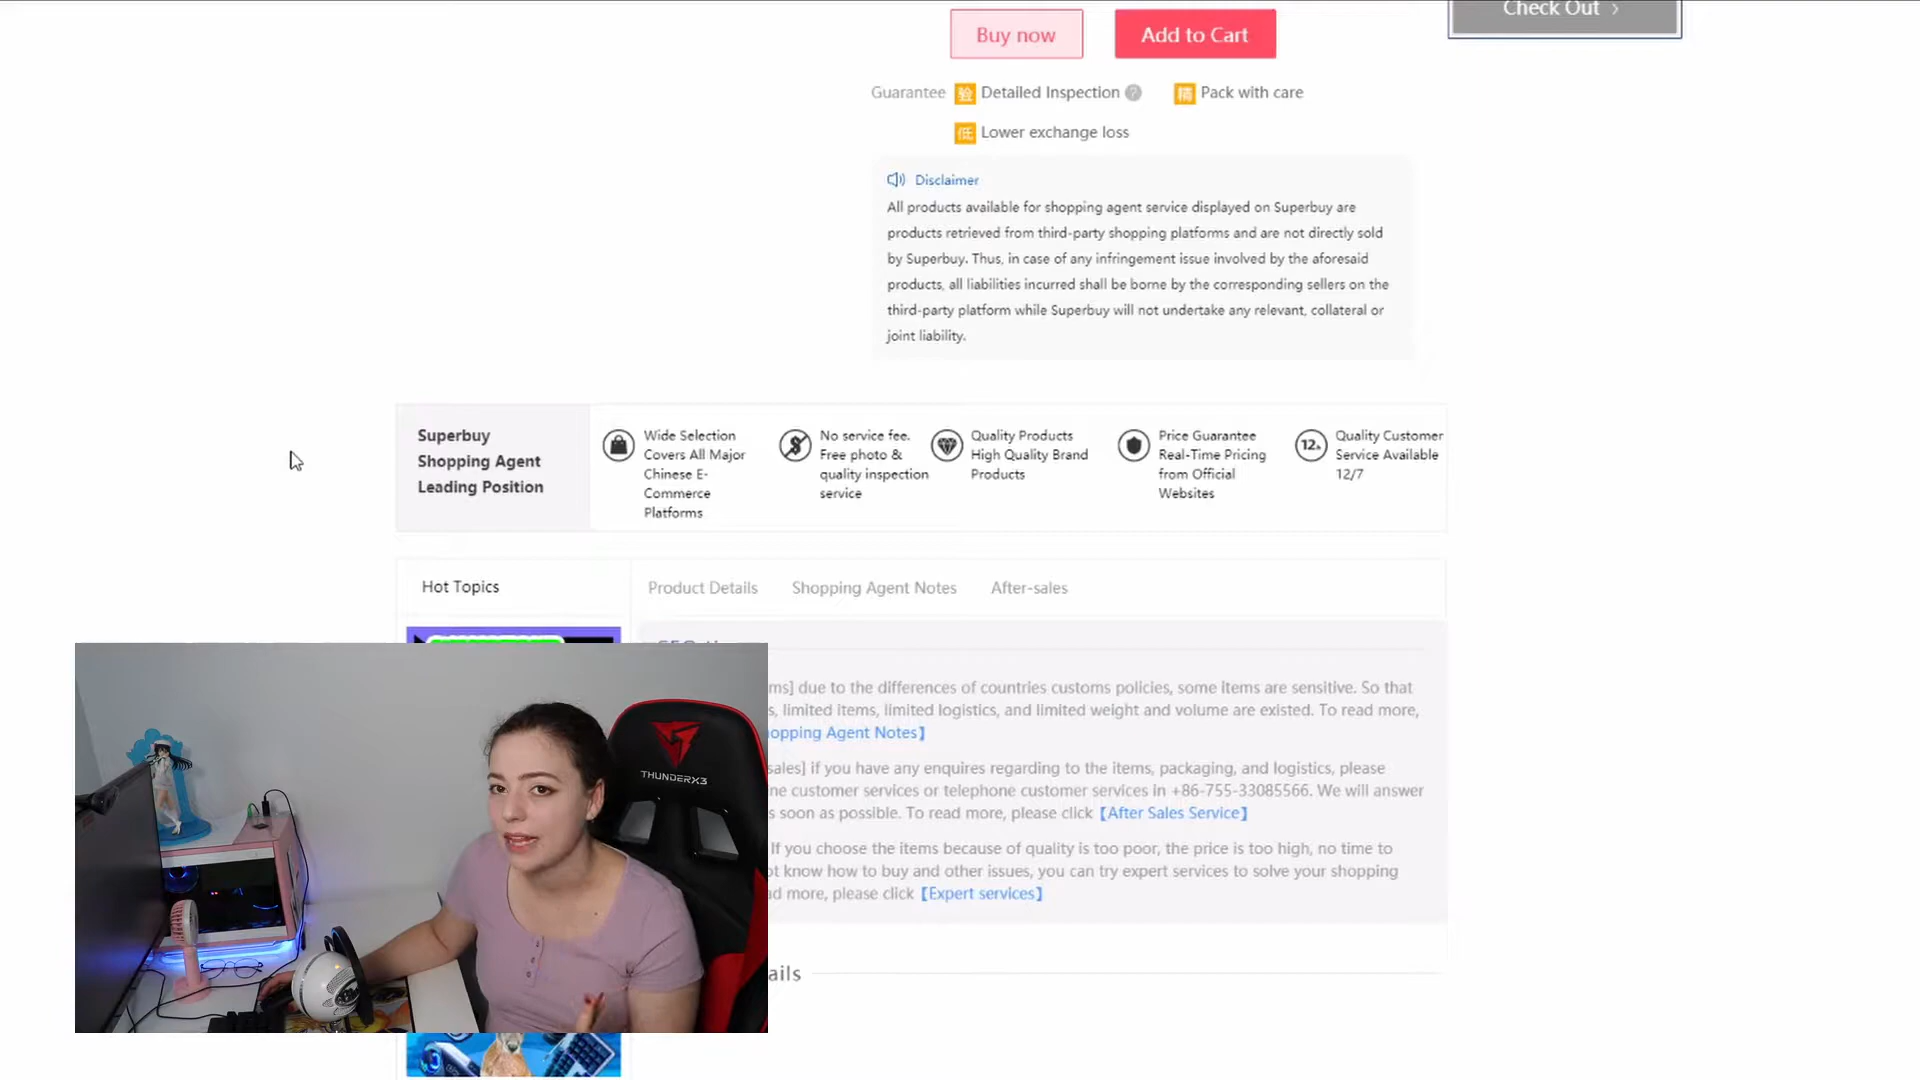 Check Out
Buy now
Add to Cart
Guarantee 验 Detailed Inspection ? 精 Pack with care
低 Lower exchange loss
Disclaimer
All products available for shopping agent service displayed on Superbuy are
products retrieved from third-party shopping platforms and are not directly sold
by Superbuy. Thus, in case of any infringement issue involved by the aforesaid
products, all liabilities incurred shall be borne by the corresponding sellers on the
third-party platform while Superbuy will not undertake any relevant, collateral or
joint liability.
Superbuy
Shopping Agent
Leading Position
Wide Selection
Covers All Major
Chinese E-
Commerce
Platforms
No service fee.
Free photo &
quality inspection
service
Quality Products
High Quality Brand
Products
Price Guarantee
Real-Time Pricing
from Official
Websites
12h
Quality Customer
Service Available
12/7
Hot Topics
Product Details
Shopping Agent Notes
After-sales
ms] due to the differences of countries customs policies, some items are sensitive. So that
s, limited items, limited logistics, and limited weight and volume are existed. To read more,
opping Agent Notes】
sales] if you have any enquires regarding to the items, packaging, and logistics, please
ne customer services or telephone customer services in +86-755-33085566. We will answer
s soon as possible. To read more, please click【After Sales Service】
If you choose the items because of quality is too poor, the price is too high, no time to
ot know how to buy and other issues, you can try expert services to solve your shopping
d more, please click【Expert services】
ails
THUNDERX3